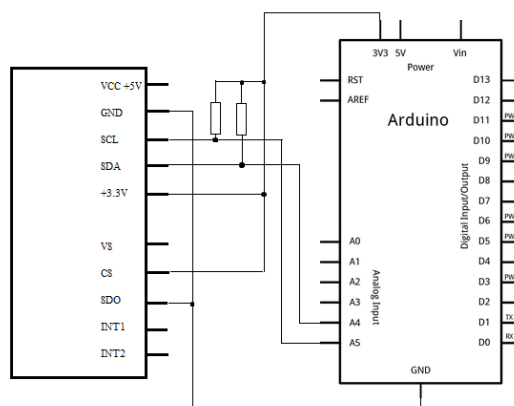 VCC +5V
GND
SCL
SDA
+3.3V
VS
CS
SDO
INT1
INT2
3V3
5V
Vin
Power
RST
AREF
Arduino
A0
A1
A2
A3
A4
A5
Analog Input
D13
D12
D11
PW
D10
PW
D9
PW
D8
D7
D6
PW
D5
PW
D4
D3
PW
D2
D1
TX
D0
RX
Digital Input/Output
GND